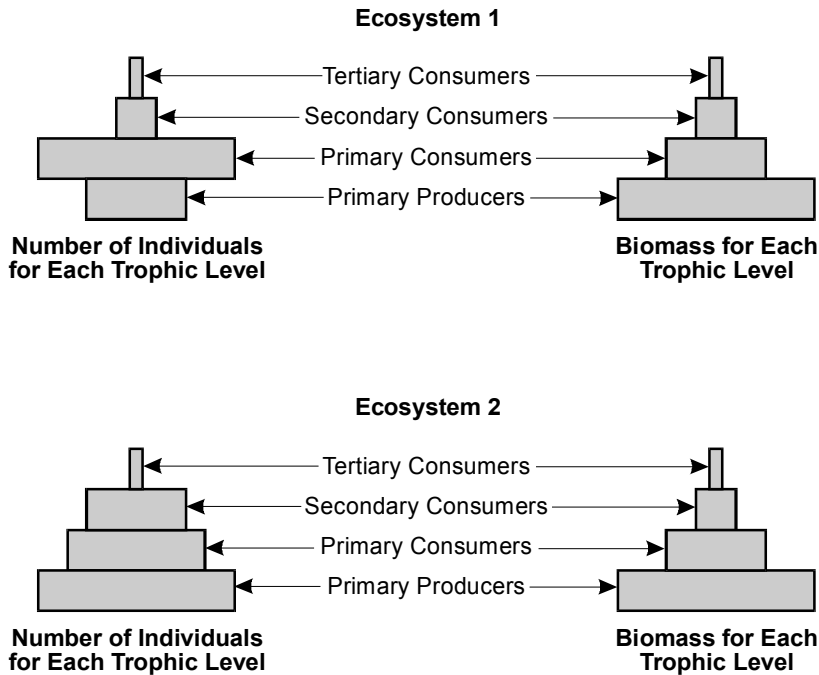 Ecosystem 1
Tertiary Consumers
Secondary Consumers
Primary Consumers
Primary Producers
Number of Individuals
for Each Trophic Level
Biomass for Each
Trophic Level
Ecosystem 2
Tertiary Consumers
Secondary Consumers
Primary Consumers
Primary Producers
Number of Individuals
for Each Trophic Level
Biomass for Each
Trophic Level